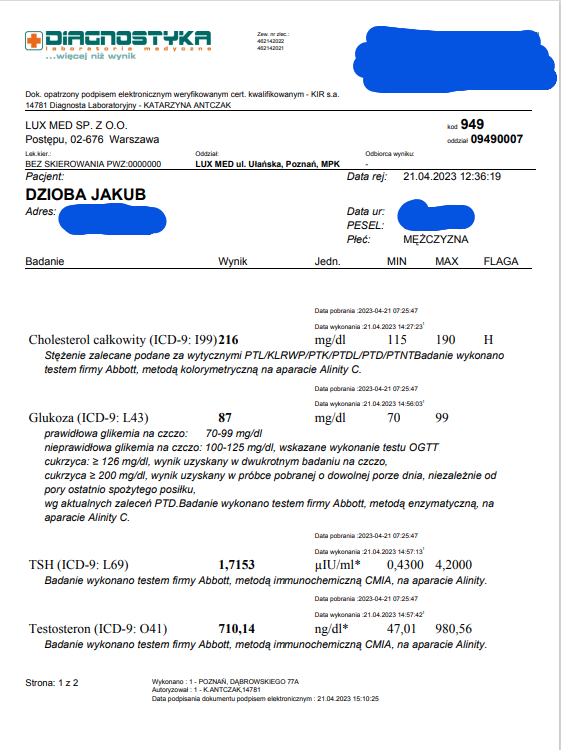 DiAGNOSTYKA
laboratoria medyczne
...więcej niż wynik
Zew. nr zlec.:
462142022
462142021
Dok. opatrzony podpisem elektronicznym weryfikowanym cert. kwalifikowanym - KIR s.a.
14781 Diagnosta Laboratoryjny - KATARZYNA ANTCZAK
LUX MED SP. Z O.O.
kod 949
Postępu, 02-676 Warszawa
oddział 09490007
Lek.kier.: Oddział: Odbiorca wyniku:
BEZ SKIEROWANIA PWZ:0000000 LUX MED ul. Ułańska, Poznań, MPK -
Pacjent: Data rej: 21.04.2023 12:36:19
DZIOBA JAKUB
Adres: Data ur:
PESEL:
Płeć: MĘŻCZYZNA
Badanie Wynik Jedn. MIN MAX FLAGA
Data pobrania :2023-04-21 07:25:47
Data wykonania :21.04.2023 14:27:23¹
Cholesterol całkowity (ICD-9: I99) 216 mg/dl 115 190 H
Stężenie zalecane podane za wytycznymi PTL/KLRWP/PTK/PTDL/PTD/PTNTBadanie wykonano
testem firmy Abbott, metodą kolorymetryczną na aparacie Alinity C.
Data pobrania :2023-04-21 07:25:47
Data wykonania :21.04.2023 14:56:03¹
Glukoza (ICD-9: L43) 87 mg/dl 70 99
prawidłowa glikemia na czczo: 70-99 mg/dl
nieprawidłowa glikemia na czczo: 100-125 mg/dl, wskazane wykonanie testu OGTT
cukrzyca: ≥ 126 mg/dl, wynik uzyskany w dwukrotnym badaniu na czczo,
cukrzyca ≥ 200 mg/dl, wynik uzyskany w próbce pobranej o dowolnej porze dnia, niezależnie od
pory ostatnio spożytego posiłku,
wg aktualnych zaleceń PTD.Badanie wykonano testem firmy Abbott, metodą enzymatyczną, na
aparacie Alinity C.
Data pobrania :2023-04-21 07:25:47
Data wykonania :21.04.2023 14:57:13¹
TSH (ICD-9: L69) 1,7153 µIU/ml* 0,4300 4,2000
Badanie wykonano testem firmy Abbott, metodą immunochemiczną CMIA, na aparacie Alinity.
Data pobrania :2023-04-21 07:25:47
Data wykonania :21.04.2023 14:57:42¹
Testosteron (ICD-9: O41) 710,14 ng/dl* 47,01 980,56
Badanie wykonano testem firmy Abbott, metodą immunochemiczną CMIA, na aparacie Alinity.
Strona: 1 z 2
Wykonano : 1 - POZNAŃ, DĄBROWSKIEGO 77A
Autoryzował : 1 - K.ANTCZAK,14781
Data podpisania dokumentu podpisem elektronicznym : 21.04.2023 15:10:25